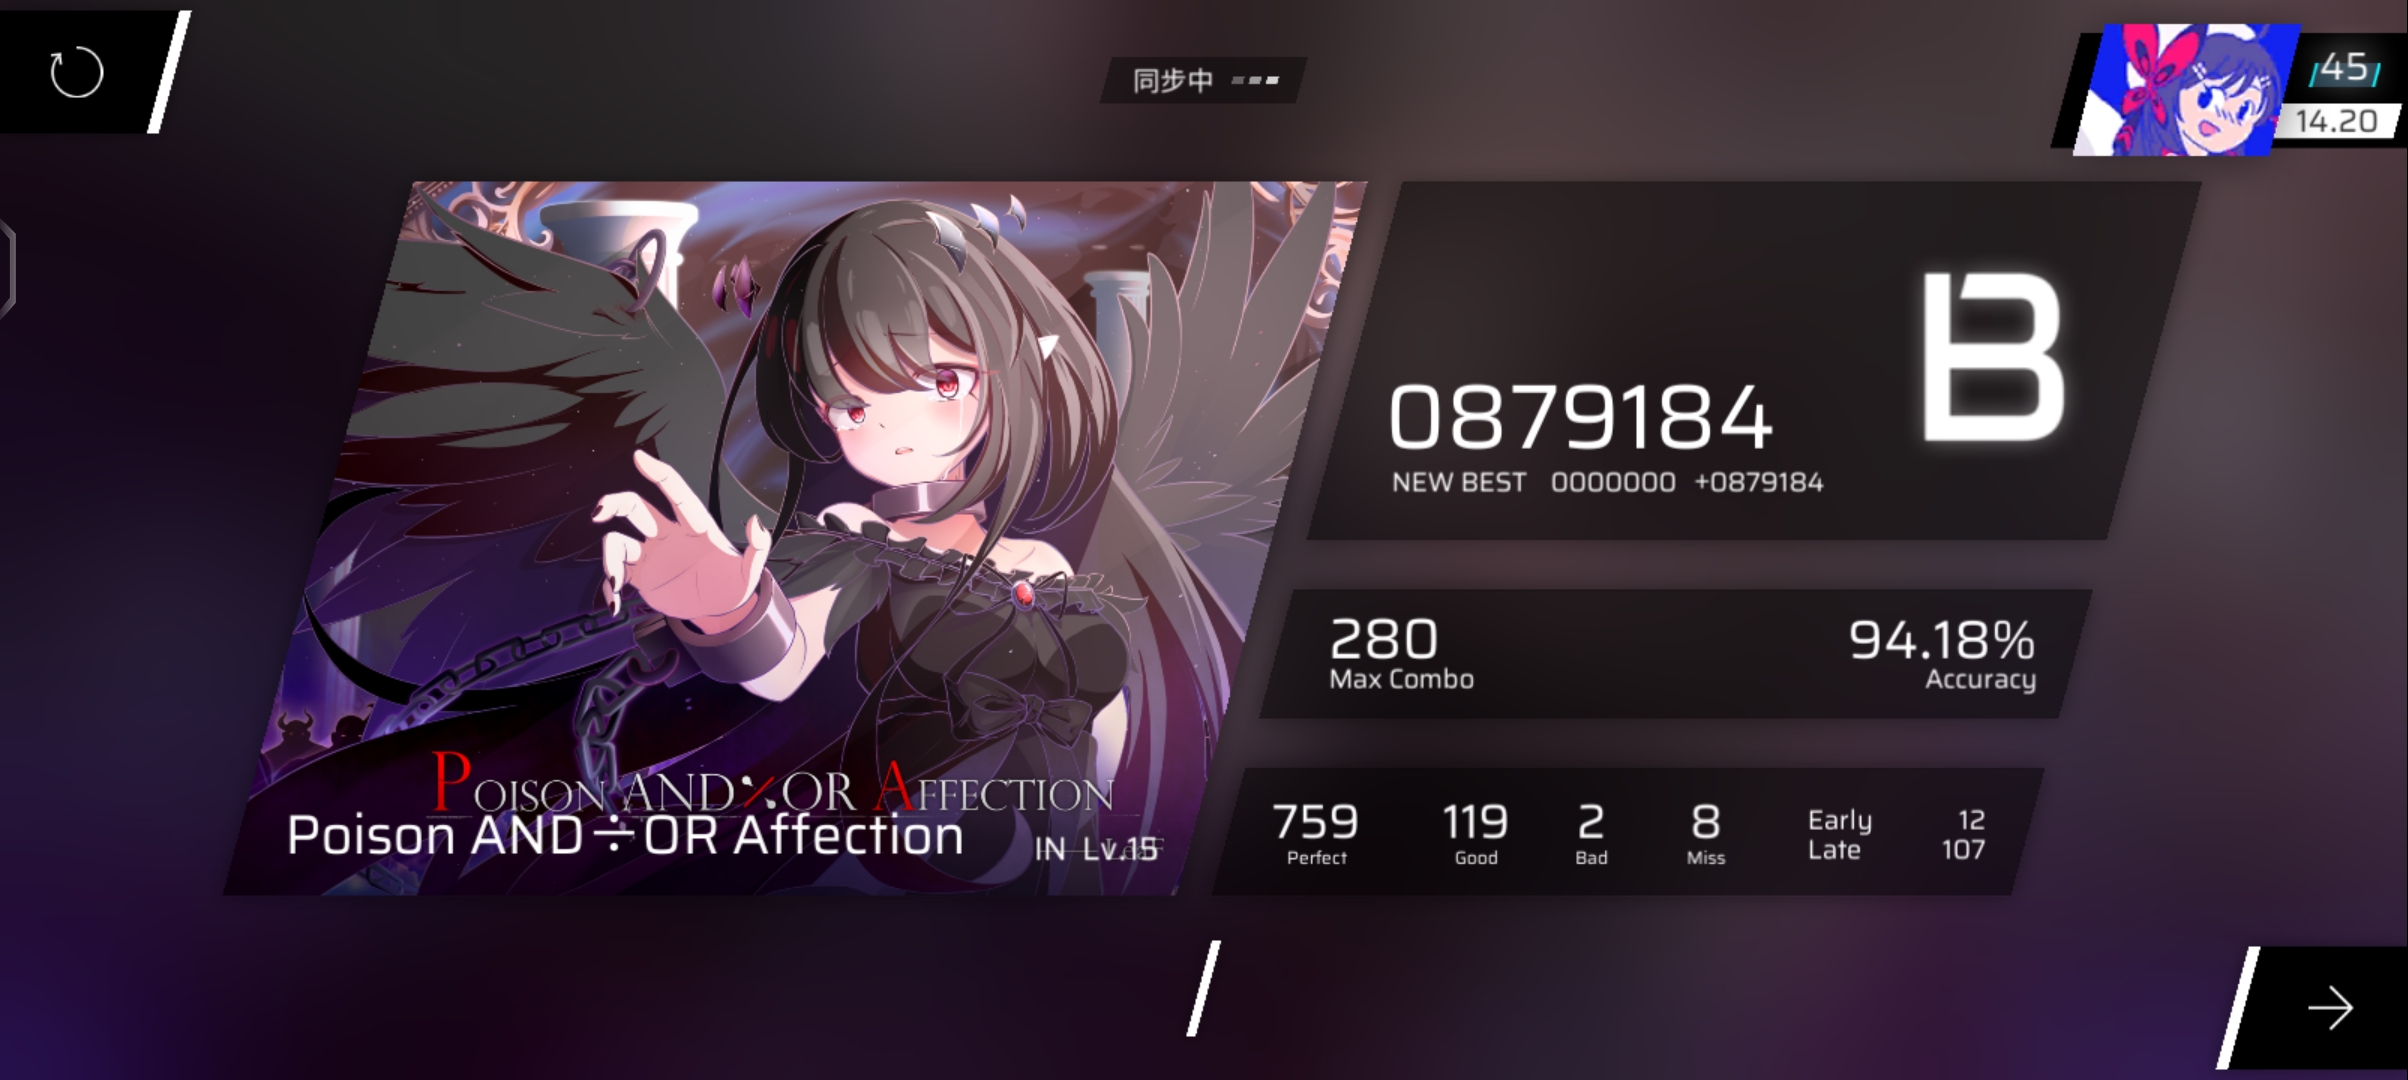 同步中
45
14.20
POISON AND÷OR AFFECTION
Poison AND÷OR Affection
IN Lv.15
0879184
B
NEW BEST 0000000 +0879184
280
Max Combo
94.18%
Accuracy
759
Perfect
119
Good
2
Bad
8
Miss
Early 12
Late 107